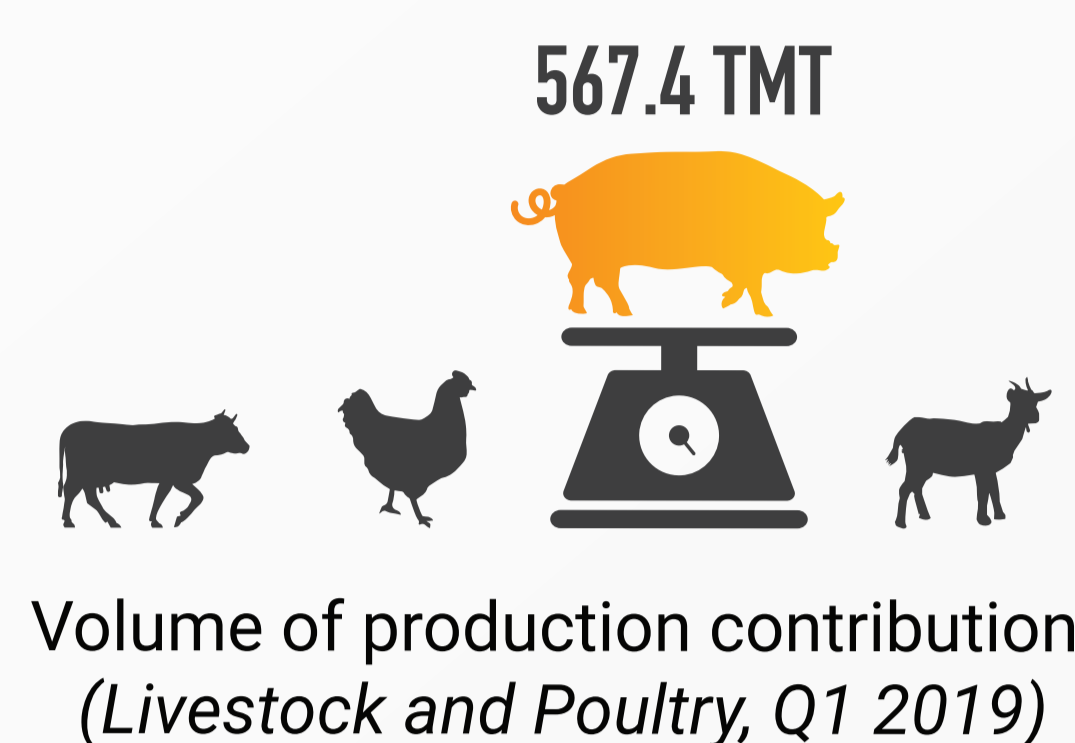 567.4 TMT
Volume of production contribution
(Livestock and Poultry, Q1 2019)